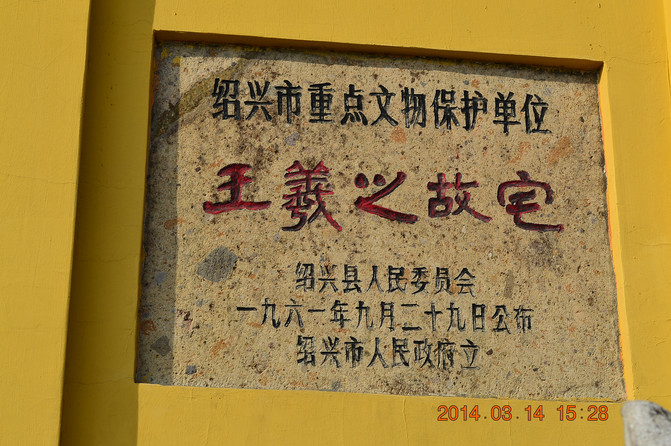 绍兴市重点文物保护单位
王羲之故宅
绍兴县人民委员会
一九六一年九月二十九日公布
绍兴市人民政府立
2014.03.14 15:28